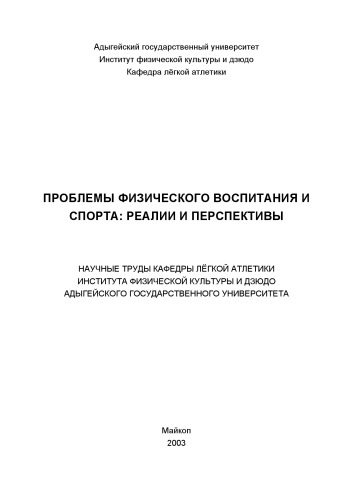 Адыгейский государственный университет
Институт физической культуры и дзюдо
Кафедра лёгкой атлетики
ПРОБЛЕМЫ ФИЗИЧЕСКОГО ВОСПИТАНИЯ И
СПОРТА: РЕАЛИИ И ПЕРСПЕКТИВЫ
НАУЧНЫЕ ТРУДЫ КАФЕДРЫ ЛЁГКОЙ АТЛЕТИКИ
ИНСТИТУТА ФИЗИЧЕСКОЙ КУЛЬТУРЫ И ДЗЮДО
АДЫГЕЙСКОГО ГОСУДАРСТВЕННОГО УНИВЕРСИТЕТА
Майкоп
2003